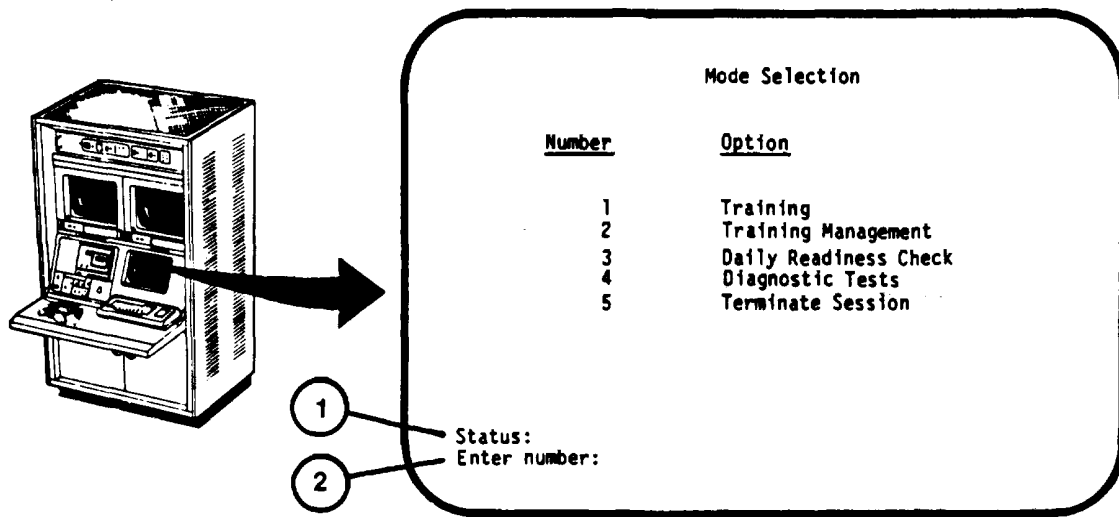 Mode Selection
Number Option
1 Training
2 Training Management
3 Daily Readiness Check
4 Diagnostic Tests
5 Terminate Session
1
Status:
Enter number:
2